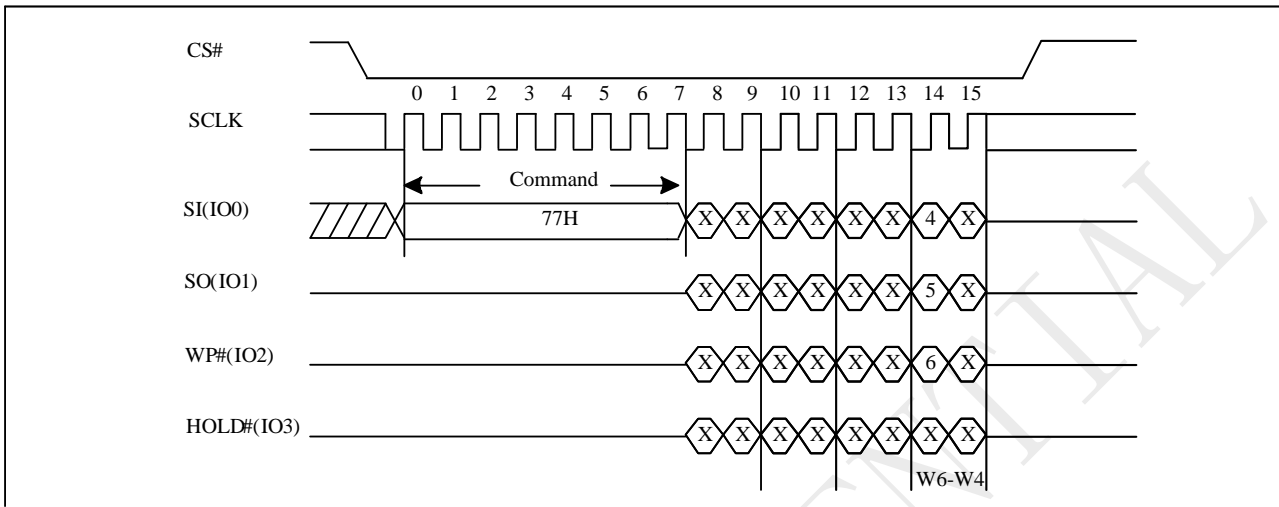 CS#
0 1 2 3 4 5 6 7 8 9 10 11 12 13 14 15
SCLK
Command
SI(IO0) 77H X X X X X X 4 X
SO(IO1) X X X X X X 5 X
WP#(IO2) X X X X X X 6 X
HOLD#(IO3) X X X X X X X X
W6-W4
NTIAL